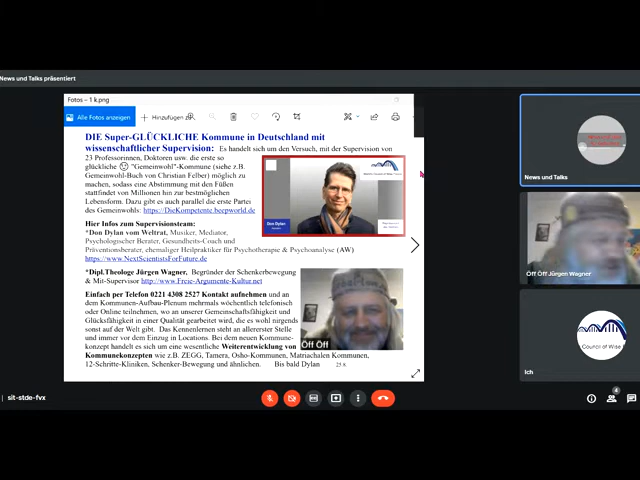 News und Talks präsentiert
Fotos – 1 k.png
Alle Fotos anzeigen
Hinzufügen zu
DIE Super-GLÜCKLICHE Kommune in Deutschland mit
wissenschaftlicher Supervision: Es handelt sich um den Versuch, mit der Supervision von
23 Professorinnen, Doktoren usw. die erste so
glückliche "Gemeinwohl"-Kommune (siehe z.B.
Gemeinwohl-Buch von Christian Felber) möglich zu
machen, sodass eine Abstimmung mit den Füßen
stattfindet von Millionen hin zur bestmöglichen
Lebensform. Dazu gibt es auch parallel die erste Partei
des Gemeinwohls: https://DieKompetente.beepworld.de
Hier Infos zum Supervisionsteam:
*Don Dylan vom Weltrat, Musiker, Mediator,
Psychologischer Berater, Gesundheits-Coach und
Präventionsberater, ehemaliger Heilpraktiker für Psychotherapie & Psychoanalyse (AW)
https://www.NextScientistsForFuture.de
*Dipl.Theologe Jürgen Wagner, Begründer der Schenkerbewegung
& Mit-Supervisor http://www.Freie-Argumente-Kultur.net
Einfach per Telefon 0221 4308 2527 Kontakt aufnehmen und an
dem Kommunen-Aufbau-Plenum mehrmals wöchentlich telefonisch
oder Online teilnehmen, wo an unserer Gemeinschaftsfähigkeit und
Glücksfähigkeit in einer Qualität gearbeitet wird, die es wohl nirgends
sonst auf der Welt gibt. Das Kennenlernen steht an allererster Stelle
und immer vor dem Einzug in Locations. Bei dem neuen Kommune-
konzept handelt es sich um eine wesentliche Weiterentwicklung von
Kommunekonzepten wie z.B. ZEGG, Tamera, Osho-Kommunen, Matriachalen Kommunen,
12-Schritte-Kliniken, Schenker-Bewegung und ähnlichen. Bis bald Dylan 25 K
Don Dylan
Öff Öff
News und Talks
Öff Öff Jürgen Wagner
Council of Wise
Ich
4
sit-stde-fvx